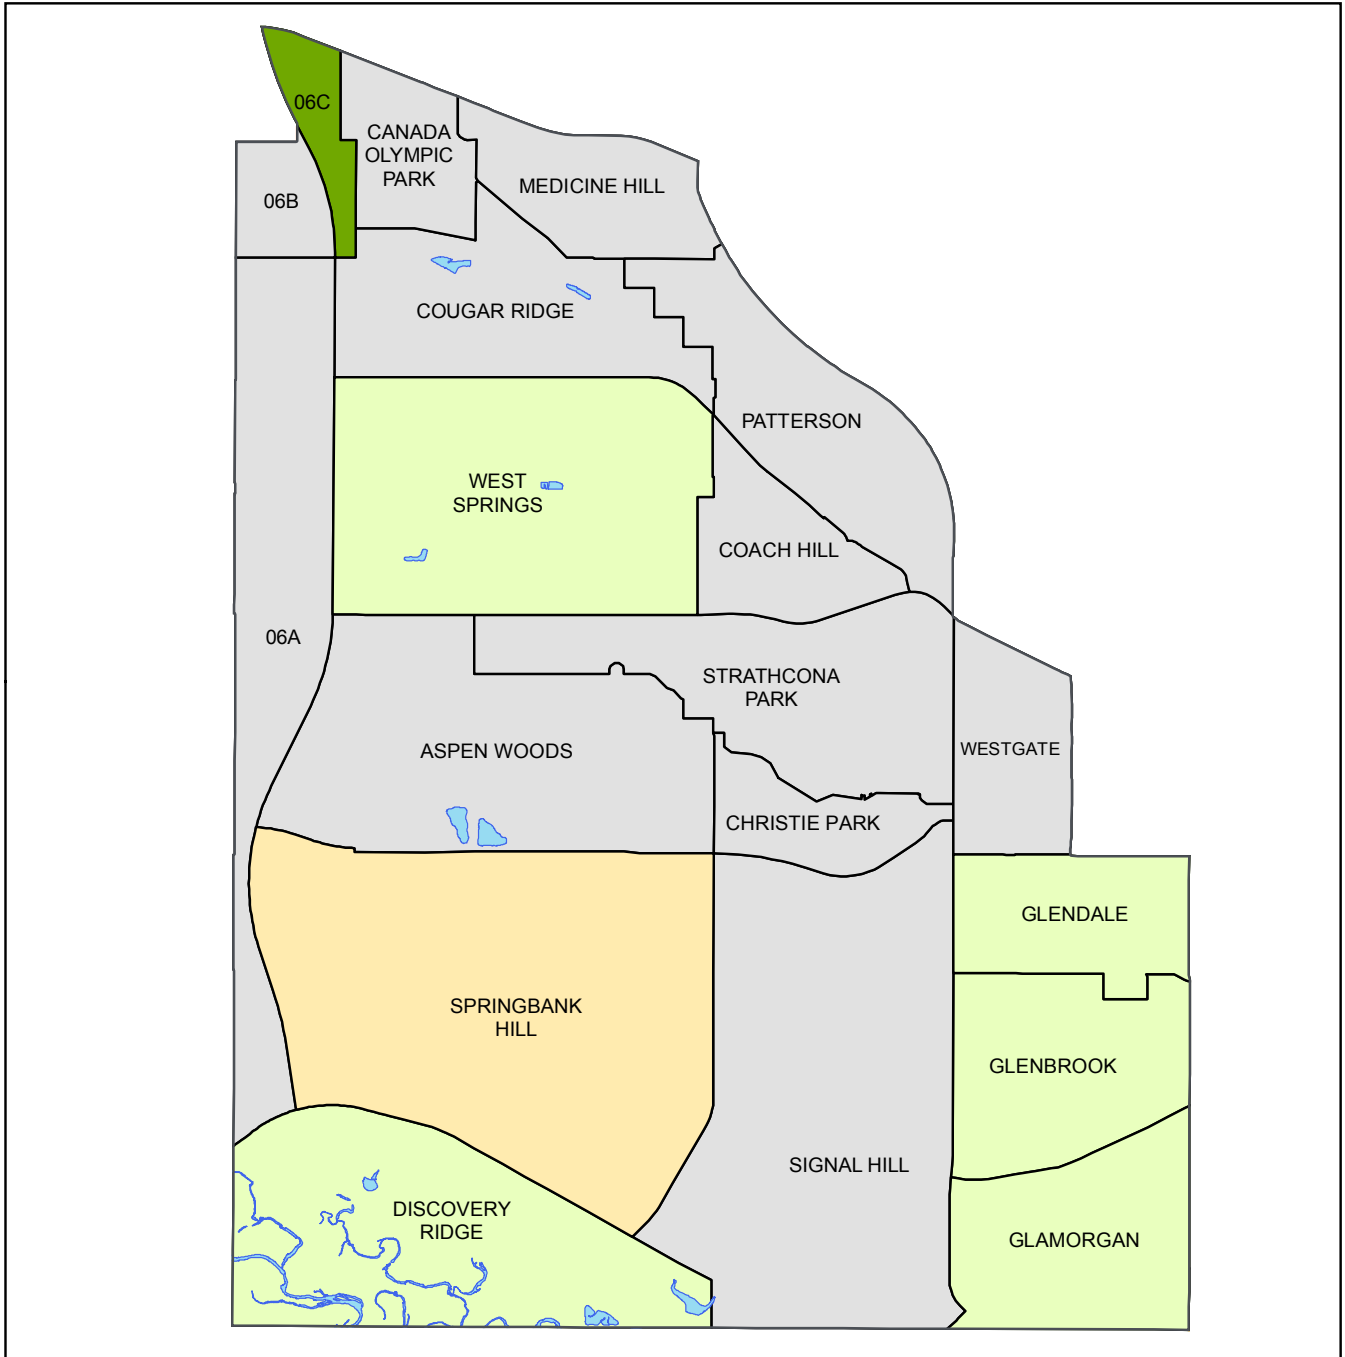 06C
CANADA
OLYMPIC
PARK
MEDICINE HILL
06B
COUGAR RIDGE
PATTERSON
WEST
SPRINGS
COACH HILL
06A
STRATHCONA
PARK
ASPEN WOODS
WESTGATE
CHRISTIE PARK
GLENDALE
SPRINGBANK
HILL
GLENBROOK
SIGNAL HILL
DISCOVERY
RIDGE
GLAMORGAN